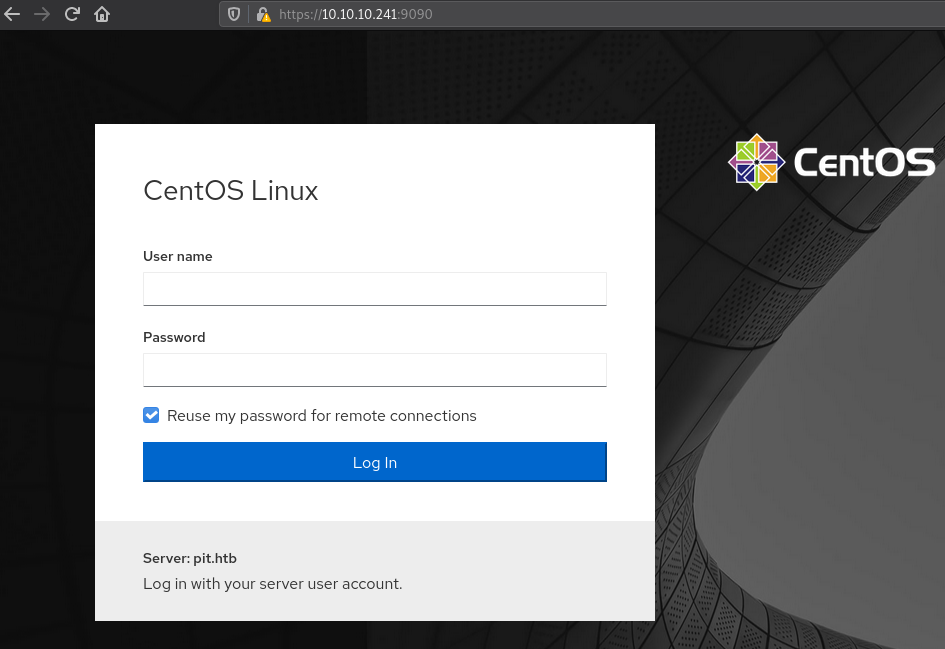 https://10.10.10.241:9090
CentOS Linux
CentOS
User name
Password
Reuse my password for remote connections
Log In
Server: pit.htb
Log in with your server user account.